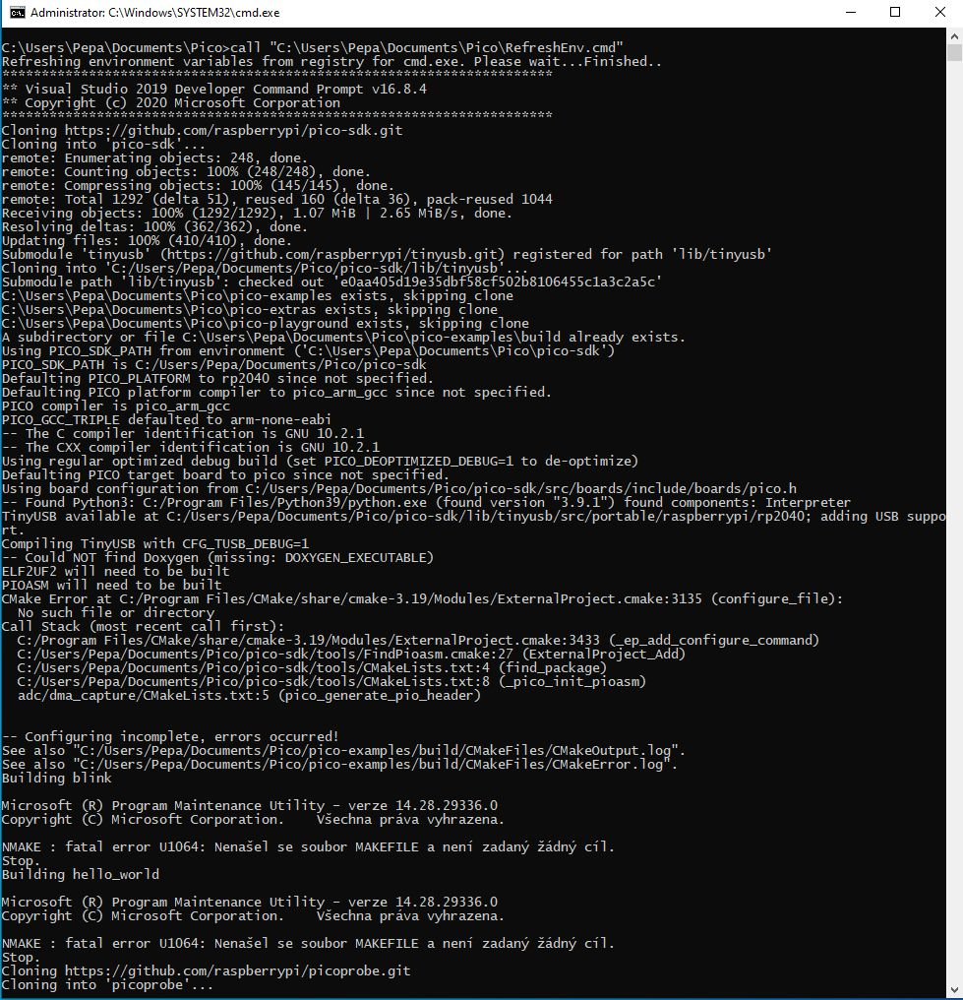 Administrator: C:\Windows\SYSTEM32\cmd.exe
C:\Users\Pepa\Documents\Pico>call "C:\Users\Pepa\Documents\Pico\RefreshEnv.cmd"
Refreshing environment variables from registry for cmd.exe. Please wait...Finished..
**********************************************************************
** Visual Studio 2019 Developer Command Prompt v16.8.4
** Copyright (c) 2020 Microsoft Corporation
**********************************************************************
Cloning https://github.com/raspberrypi/pico-sdk.git
Cloning into 'pico-sdk'...
remote: Enumerating objects: 248, done.
remote: Counting objects: 100% (248/248), done.
remote: Compressing objects: 100% (145/145), done.
remote: Total 1292 (delta 51), reused 160 (delta 36), pack-reused 1044
Receiving objects: 100% (1292/1292), 1.07 MiB | 2.65 MiB/s, done.
Resolving deltas: 100% (362/362), done.
Updating files: 100% (410/410), done.
Submodule 'tinyusb' (https://github.com/raspberrypi/tinyusb.git) registered for path 'lib/tinyusb'
Cloning into 'C:/Users/Pepa/Documents/Pico/pico-sdk/lib/tinyusb'...
Submodule path 'lib/tinyusb': checked out 'e0aa405d19e35dbf58cf502b8106455c1a3c2a5c'
C:\Users\Pepa\Documents\Pico\pico-examples exists, skipping clone
C:\Users\Pepa\Documents\Pico\pico-extras exists, skipping clone
C:\Users\Pepa\Documents\Pico\pico-playground exists, skipping clone
A subdirectory or file C:\Users\Pepa\Documents\Pico\pico-examples\build already exists.
Using PICO_SDK_PATH from environment ('C:\Users\Pepa\Documents\Pico\pico-sdk')
PICO_SDK_PATH is C:/Users/Pepa/Documents/Pico/pico-sdk
Defaulting PICO_PLATFORM to rp2040 since not specified.
Defaulting PICO platform compiler to pico_arm_gcc since not specified.
PICO compiler is pico_arm_gcc
PICO_GCC_TRIPLE defaulted to arm-none-eabi
-- The C compiler identification is GNU 10.2.1
-- The CXX compiler identification is GNU 10.2.1
Using regular optimized debug build (set PICO_DEOPTIMIZED_DEBUG=1 to de-optimize)
Defaulting PICO target board to pico since not specified.
Using board configuration from C:/Users/Pepa/Documents/Pico/pico-sdk/src/boards/include/boards/pico.h
-- Found Python3: C:/Program Files/Python39/python.exe (found version "3.9.1") found components: Interpreter
TinyUSB available at C:/Users/Pepa/Documents/Pico/pico-sdk/lib/tinyusb/src/portable/raspberrypi/rp2040; adding USB suppo
rt.
Compiling TinyUSB with CFG_TUSB_DEBUG=1
-- Could NOT find Doxygen (missing: DOXYGEN_EXECUTABLE)
ELF2UF2 will need to be built
PIOASM will need to be built
CMake Error at C:/Program Files/CMake/share/cmake-3.19/Modules/ExternalProject.cmake:3135 (configure_file):
  No such file or directory
Call Stack (most recent call first):
  C:/Program Files/CMake/share/cmake-3.19/Modules/ExternalProject.cmake:3433 (_ep_add_configure_command)
  C:/Users/Pepa/Documents/Pico/pico-sdk/tools/FindPioasm.cmake:27 (ExternalProject_Add)
  C:/Users/Pepa/Documents/Pico/pico-sdk/tools/CMakeLists.txt:4 (find_package)
  C:/Users/Pepa/Documents/Pico/pico-sdk/tools/CMakeLists.txt:8 (_pico_init_pioasm)
  adc/dma_capture/CMakeLists.txt:5 (pico_generate_pio_header)
-- Configuring incomplete, errors occurred!
See also "C:/Users/Pepa/Documents/Pico/pico-examples/build/CMakeFiles/CMakeOutput.log".
See also "C:/Users/Pepa/Documents/Pico/pico-examples/build/CMakeFiles/CMakeError.log".
Building blink
Microsoft (R) Program Maintenance Utility – verze 14.28.29336.0
Copyright (C) Microsoft Corporation.    Všechna práva vyhrazena.
NMAKE : fatal error U1064: Nenašel se soubor MAKEFILE a není zadaný žádný cíl.
Stop.
Building hello_world
Microsoft (R) Program Maintenance Utility – verze 14.28.29336.0
Copyright (C) Microsoft Corporation.    Všechna práva vyhrazena.
NMAKE : fatal error U1064: Nenašel se soubor MAKEFILE a není zadaný žádný cíl.
Stop.
Cloning https://github.com/raspberrypi/picoprobe.git
Cloning into 'picoprobe'...